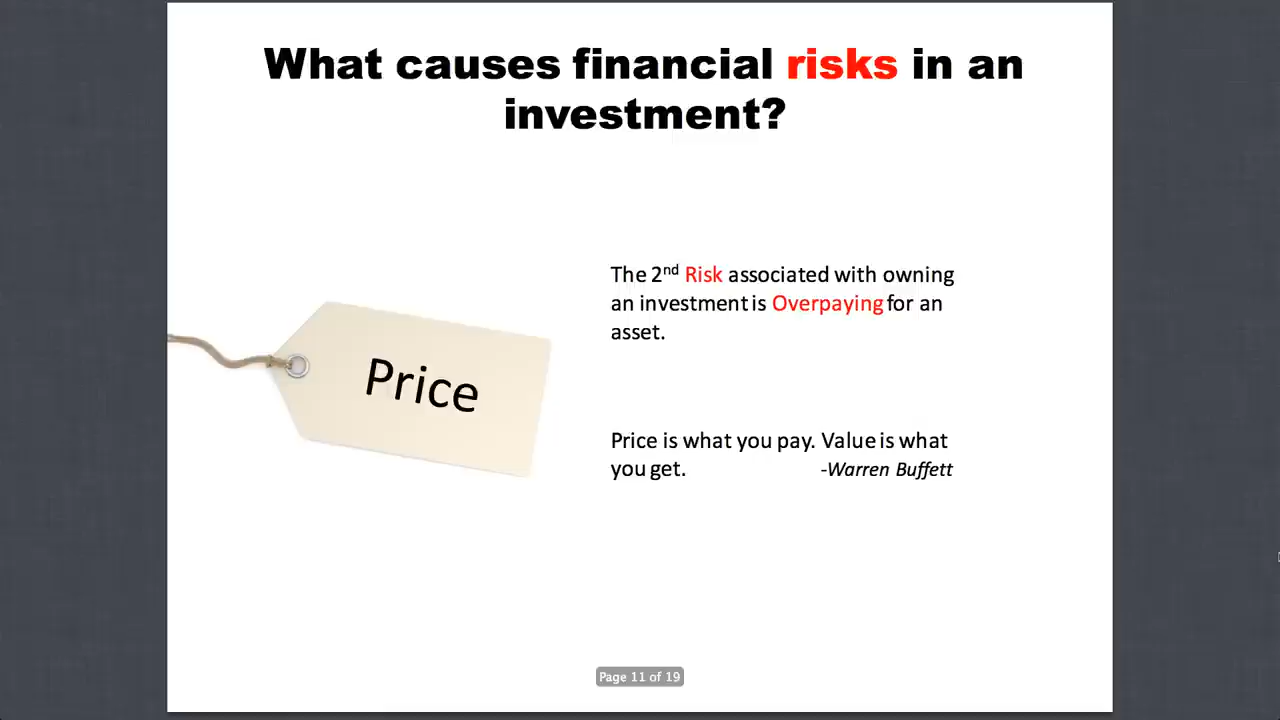 What causes financial risks in an
investment?
The 2nd Risk associated with owning
an investment is Overpaying for an
asset.
Price
Price is what you pay. Value is what
you get. -Warren Buffett
Page 11 of 19